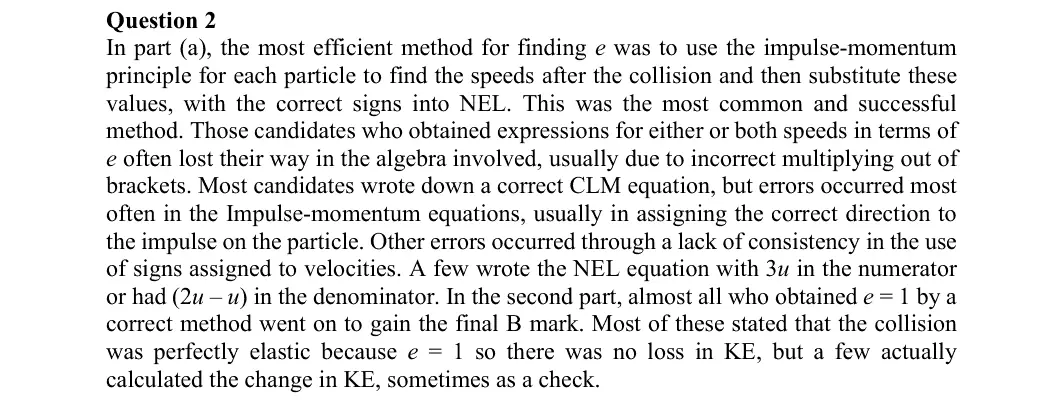 Question 2
In part (a), the most efficient method for finding e was to use the impulse-momentum
principle for each particle to find the speeds after the collision and then substitute these
values, with the correct signs into NEL. This was the most common and successful
method. Those candidates who obtained expressions for either or both speeds in terms of
e often lost their way in the algebra involved, usually due to incorrect multiplying out of
brackets. Most candidates wrote down a correct CLM equation, but errors occurred most
often in the Impulse-momentum equations, usually in assigning the correct direction to
the impulse on the particle. Other errors occurred through a lack of consistency in the use
of signs assigned to velocities. A few wrote the NEL equation with 3u in the numerator
or had (2u – u) in the denominator. In the second part, almost all who obtained e = 1 by a
correct method went on to gain the final B mark. Most of these stated that the collision
was perfectly elastic because e = 1 so there was no loss in KE, but a few actually
calculated the change in KE, sometimes as a check.